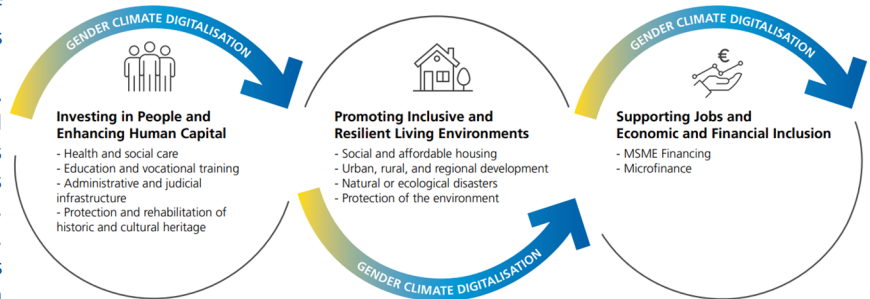 GENDER CLIMATE DIGITALISATION
Investing in People and
Enhancing Human Capital
- Health and social care
- Education and vocational training
- Administrative and judicial
infrastructure
- Protection and rehabilitation of
historic and cultural heritage
Promoting Inclusive and
Resilient Living Environments
- Social and affordable housing
- Urban, rural, and regional development
- Natural or ecological disasters
- Protection of the environment
GENDER CLIMATE DIGITALISATION
GENDER CLIMATE DIGITALISATION
€
Supporting Jobs and
Economic and Financial Inclusion
- MSME Financing
- Microfinance